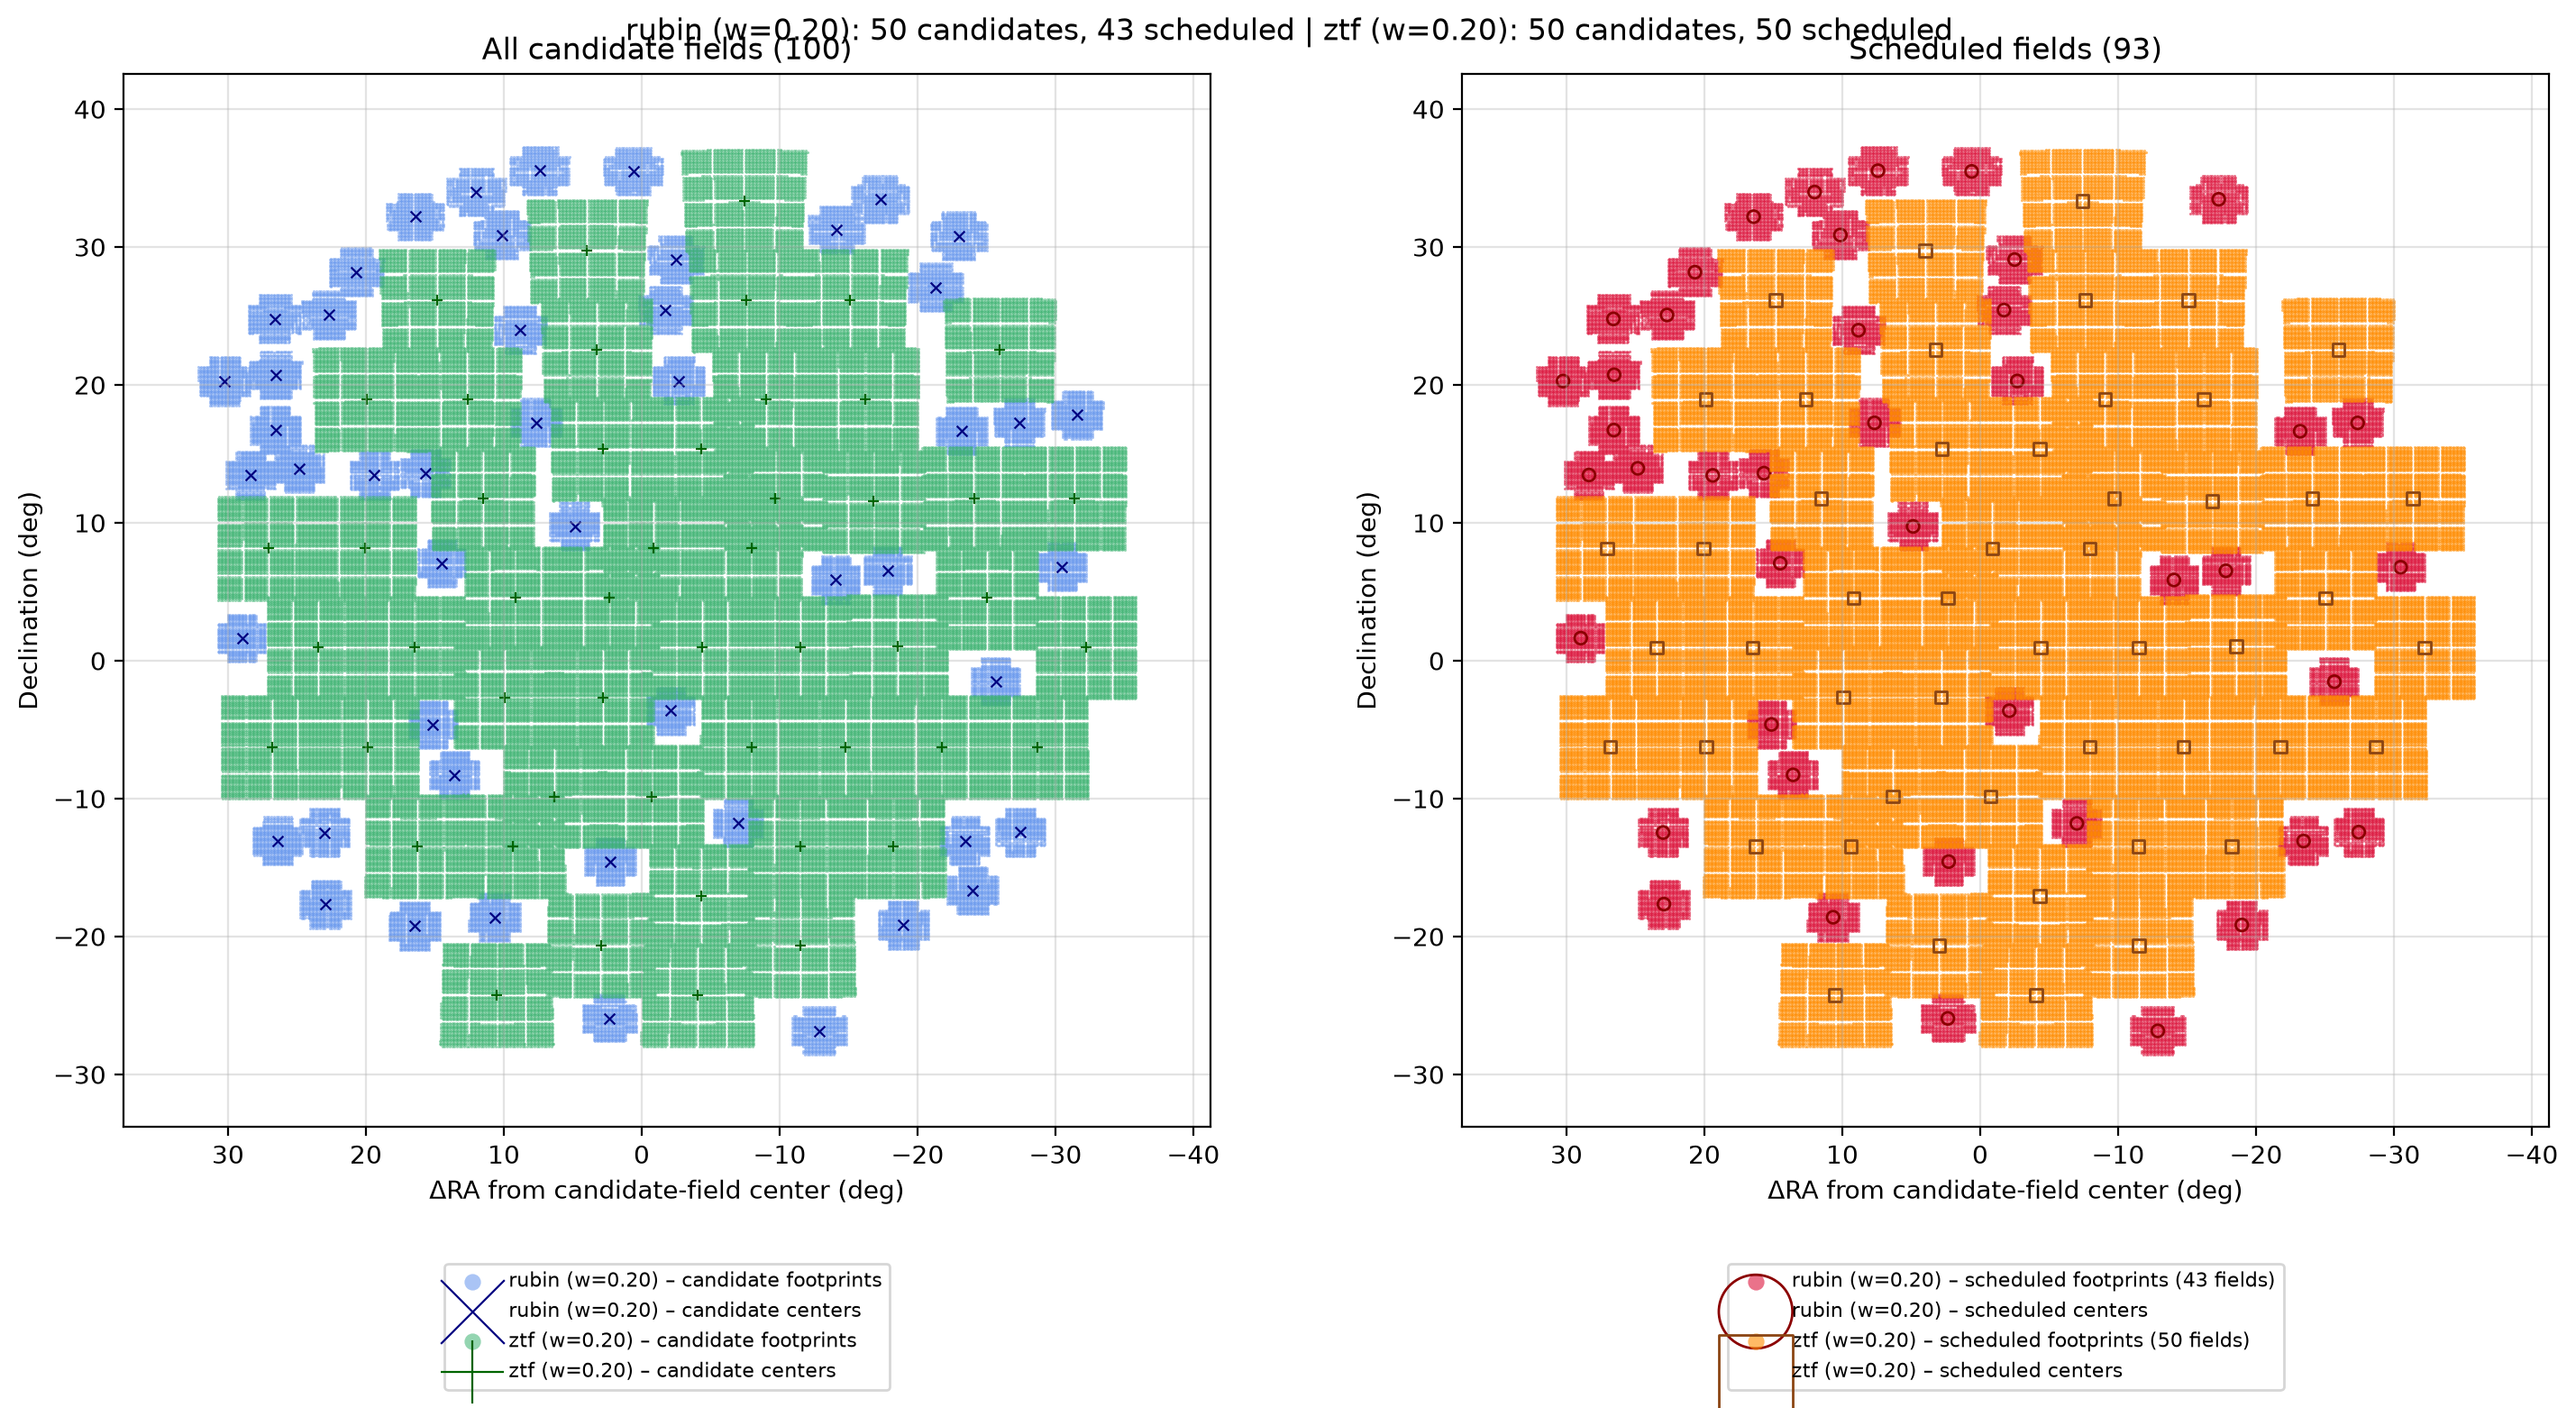 rubin (w=0.20): 50 candidates, 43 scheduled | ztf (w=0.20): 50 candidates, 50 scheduled
All candidate fields (100)
Declination (deg)
40
30
20
10
0
−10
−20
−30
30 20 10 0 −10 −20 −30 −40
ΔRA from candidate-field center (deg)
rubin (w=0.20) – candidate footprints
rubin (w=0.20) – candidate centers
ztf (w=0.20) – candidate footprints
ztf (w=0.20) – candidate centers
Scheduled fields (93)
Declination (deg)
40
30
20
10
0
−10
−20
−30
30 20 10 0 −10 −20 −30 −40
ΔRA from candidate-field center (deg)
rubin (w=0.20) – scheduled footprints (43 fields)
rubin (w=0.20) – scheduled centers
ztf (w=0.20) – scheduled footprints (50 fields)
ztf (w=0.20) – scheduled centers